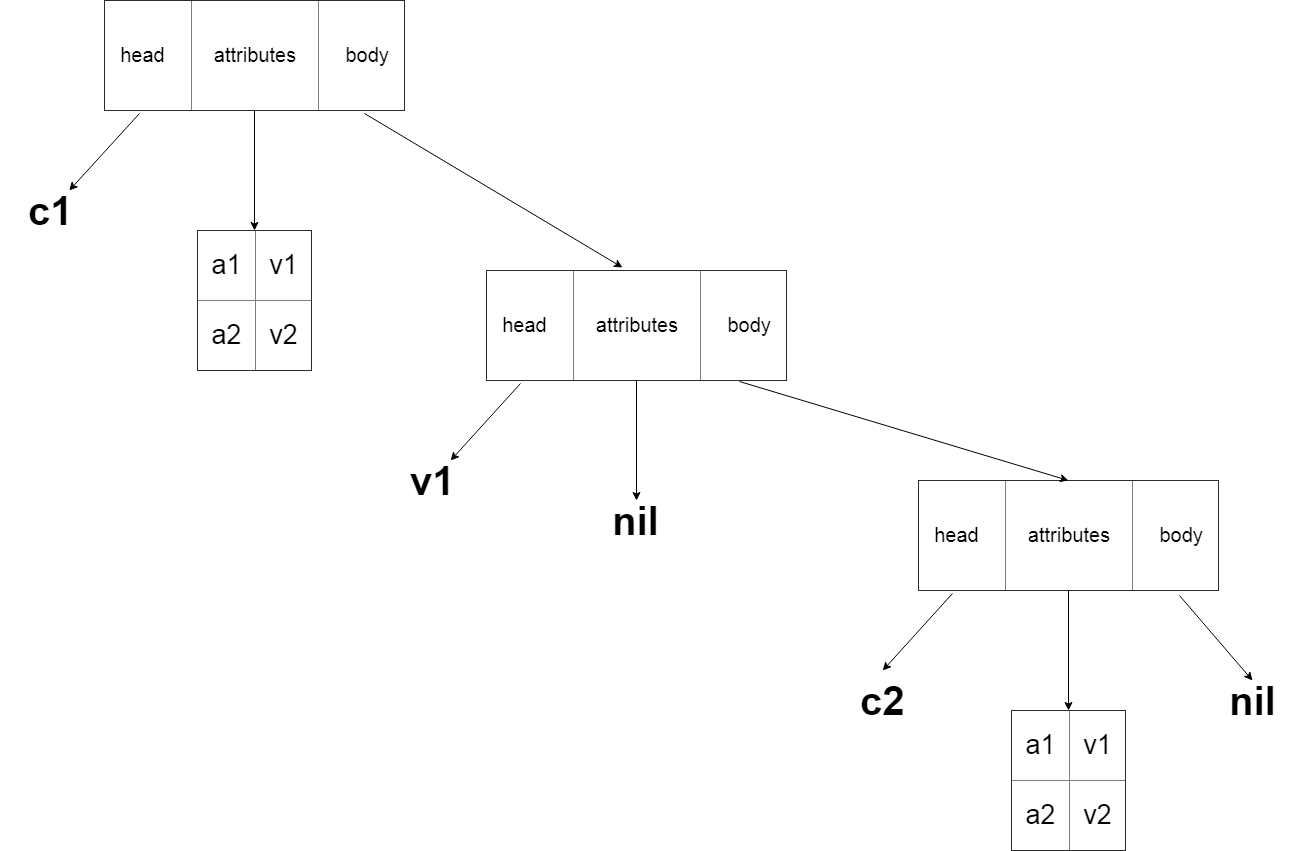 head attributes body
c1
a1 v1
a2 v2
head attributes body
v1
nil
head attributes body
c2
nil
a1 v1
a2 v2